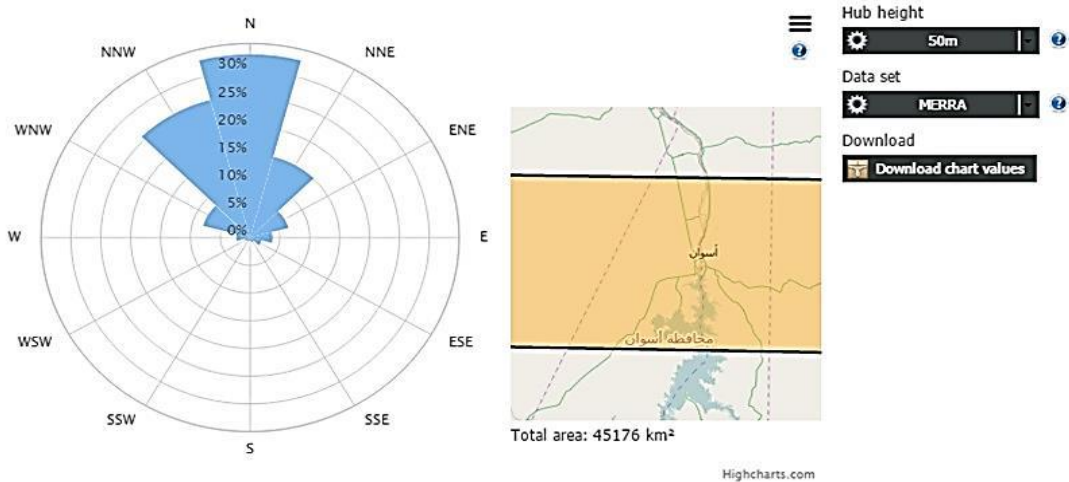 N
NNE
ENE
E
ESE
SSE
S
SSW
WSW
W
WNW
NNW
30%
25%
20%
15%
10%
5%
0%
أسوان
محافظة أسوان
Total area: 45176 km²
Highcharts.com
Hub height
50m
Data set
MERRA
Download
Download chart values